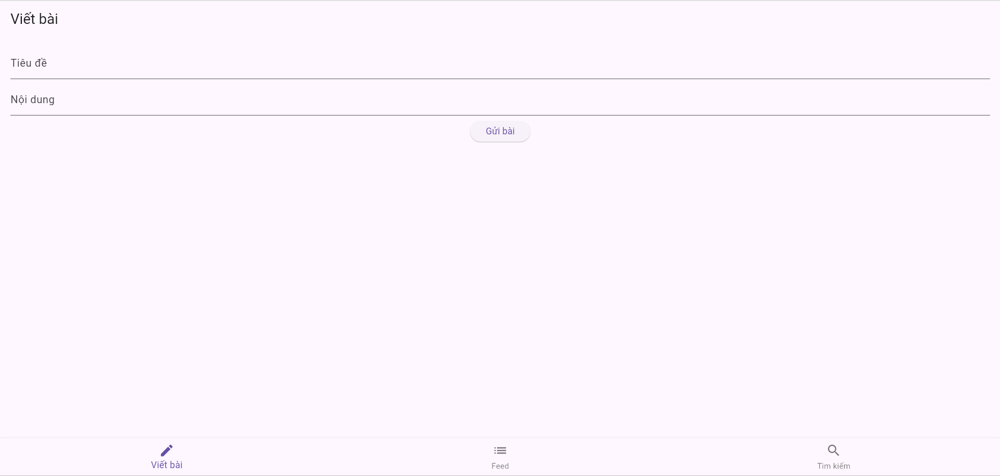 Viết bài
Tiêu đề
Nội dung
Gửi bài
Viết bài
Feed
Tìm kiếm